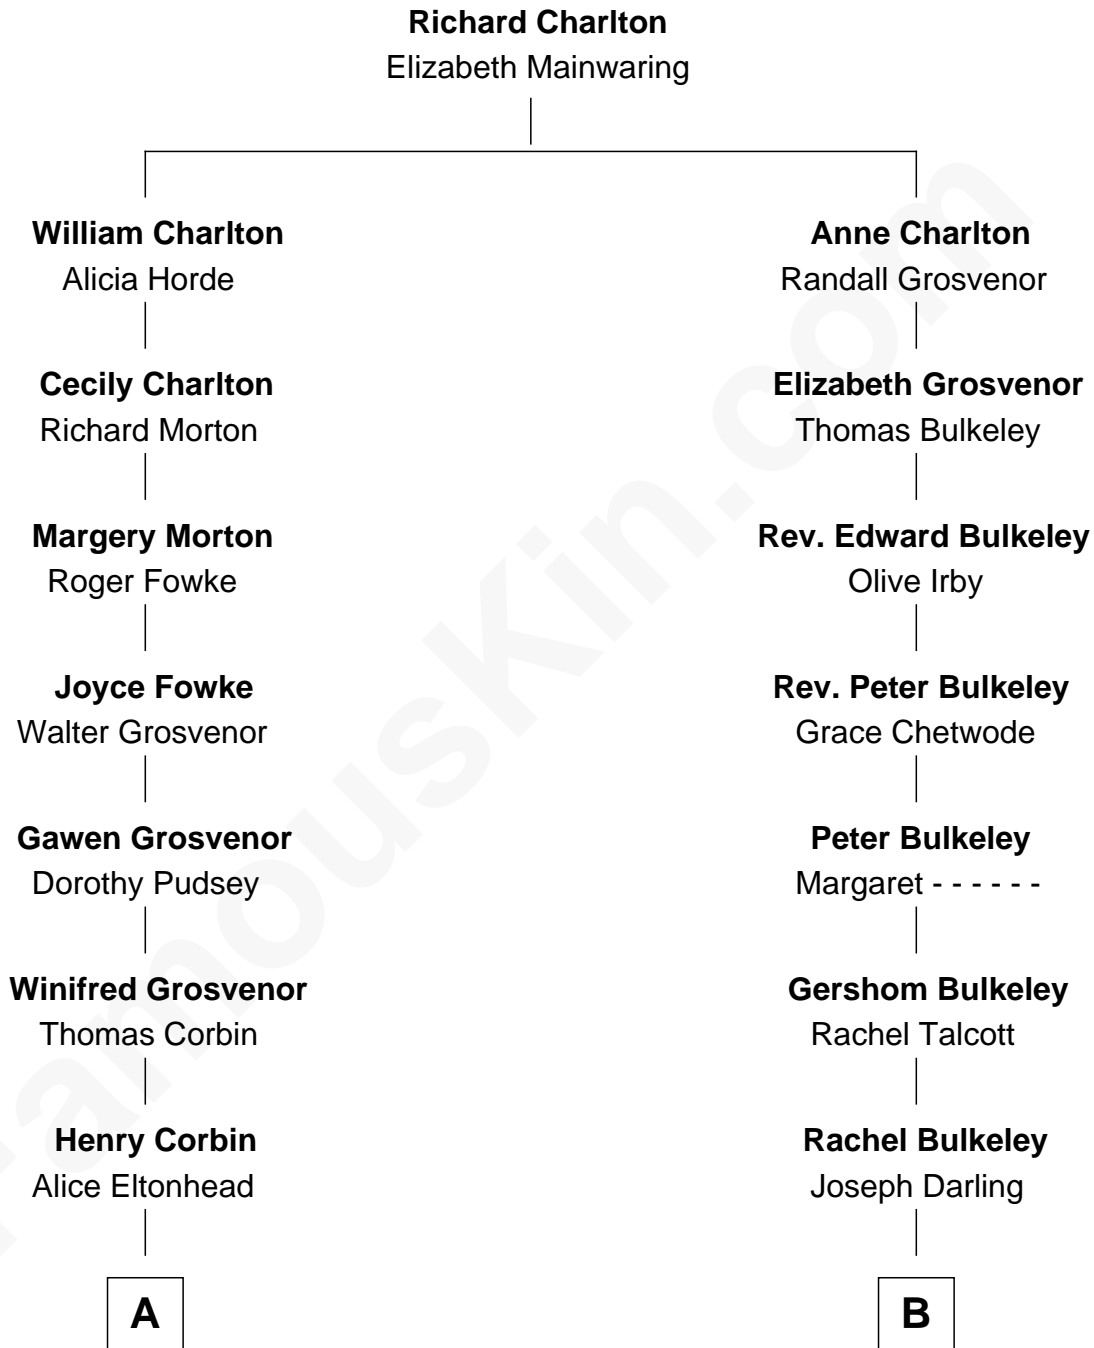 Richard Charlton
Elizabeth Mainwaring
William Charlton
Alicia Horde
Cecily Charlton
Richard Morton
Margery Morton
Roger Fowke
Joyce Fowke
Walter Grosvenor
Gawen Grosvenor
Dorothy Pudsey
Winifred Grosvenor
Thomas Corbin
Henry Corbin
Alice Eltonhead
A
Anne Charlton
Randall Grosvenor
Elizabeth Grosvenor
Thomas Bulkeley
Rev. Edward Bulkeley
Olive Irby
Rev. Peter Bulkeley
Grace Chetwode
Peter Bulkeley
Margaret - - - - - -
Gershom Bulkeley
Rachel Talcott
Rachel Bulkeley
Joseph Darling
B
FamousKin.com